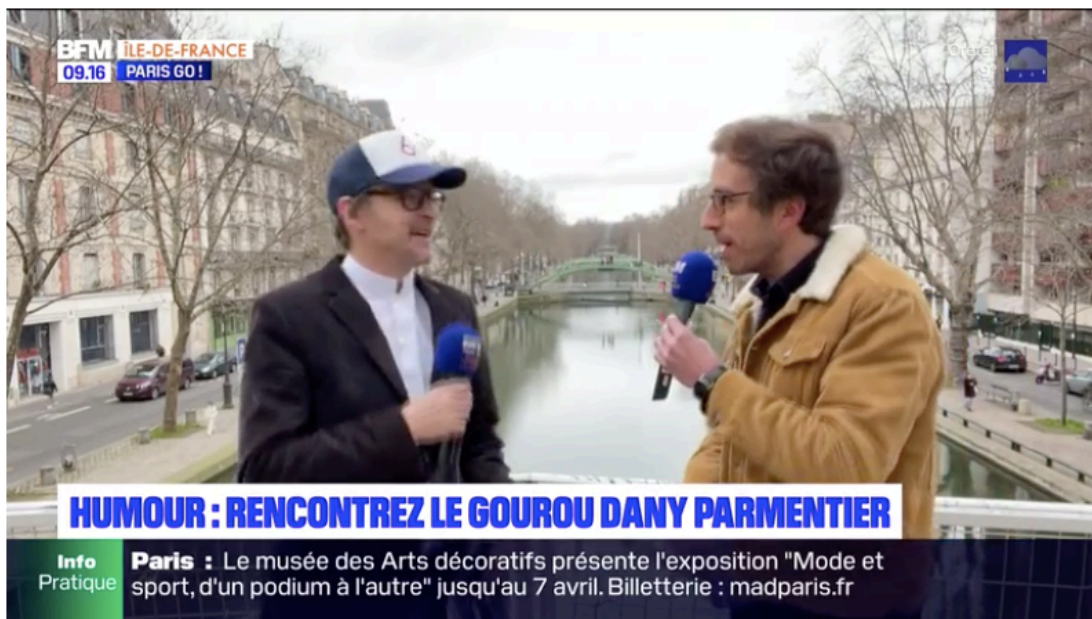 BFM ÎLE-DE-FRANCE
09.16 PARIS GO !
HUMOUR : RENCONTREZ LE GOUROU DANY PARMENTIER
Info
Pratique
Paris : Le musée des Arts décoratifs présente l'exposition "Mode et
sport, d'un podium à l'autre" jusqu'au 7 avril. Billetterie : madparis.fr